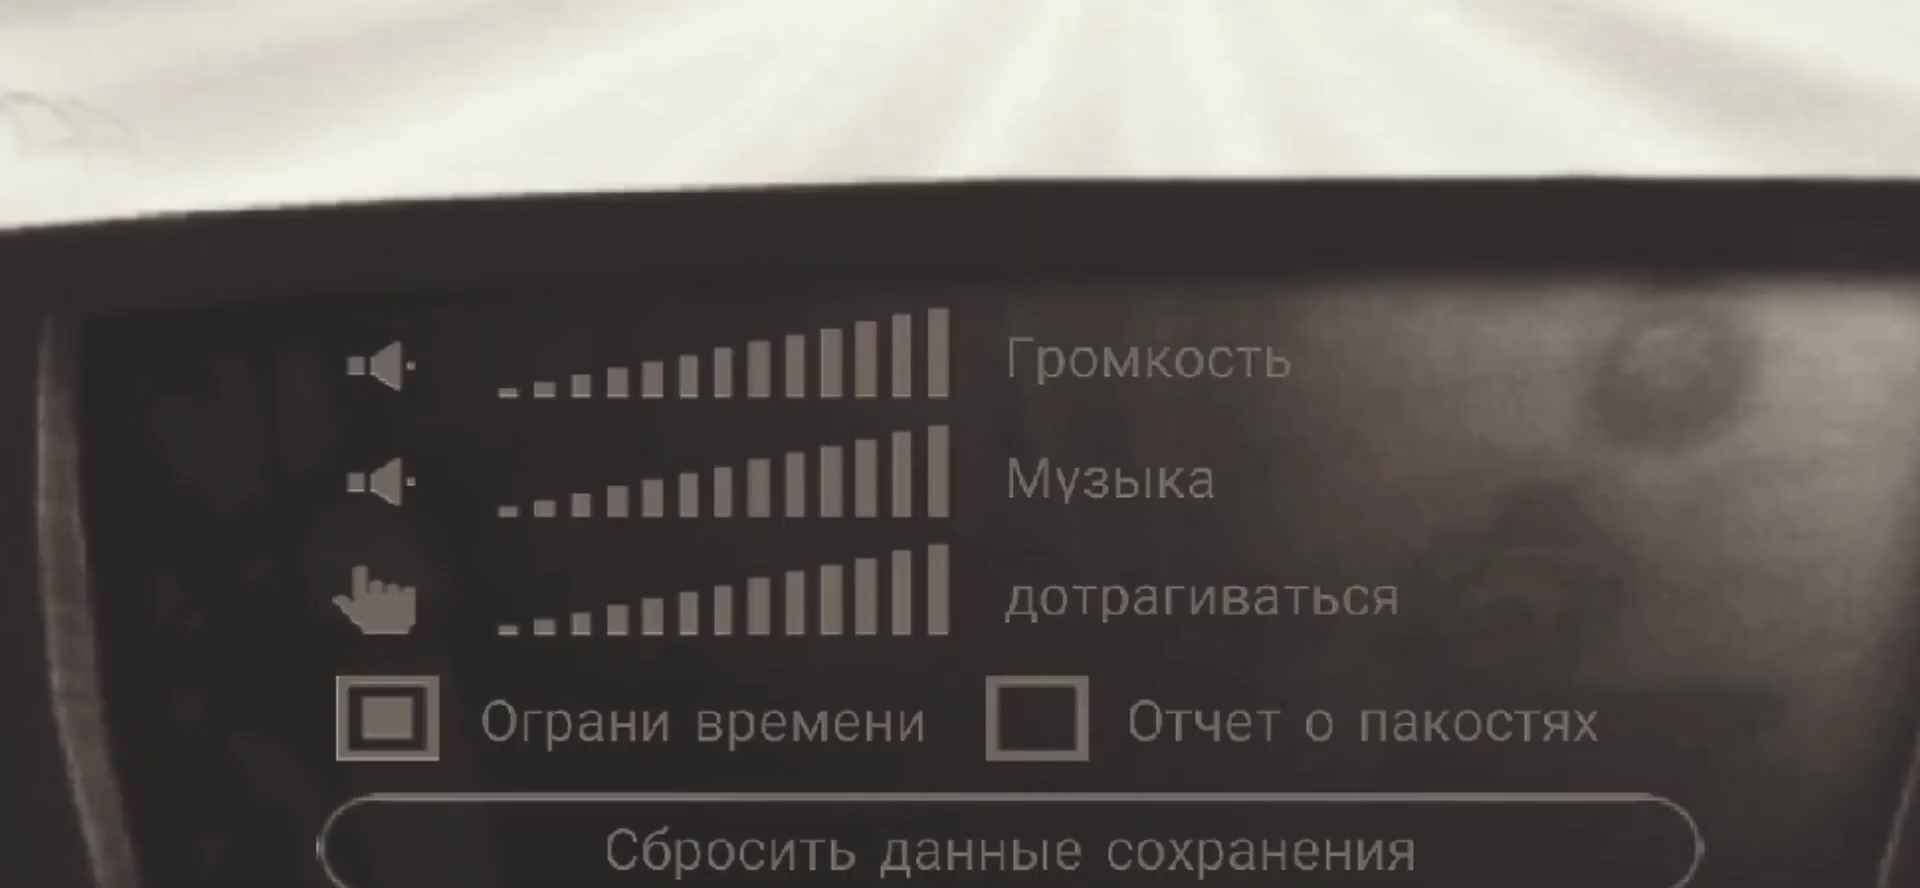 Громкость
Музыка
дотрагиваться
Ограни времени Отчет о пакостях
Сбросить данные сохранения